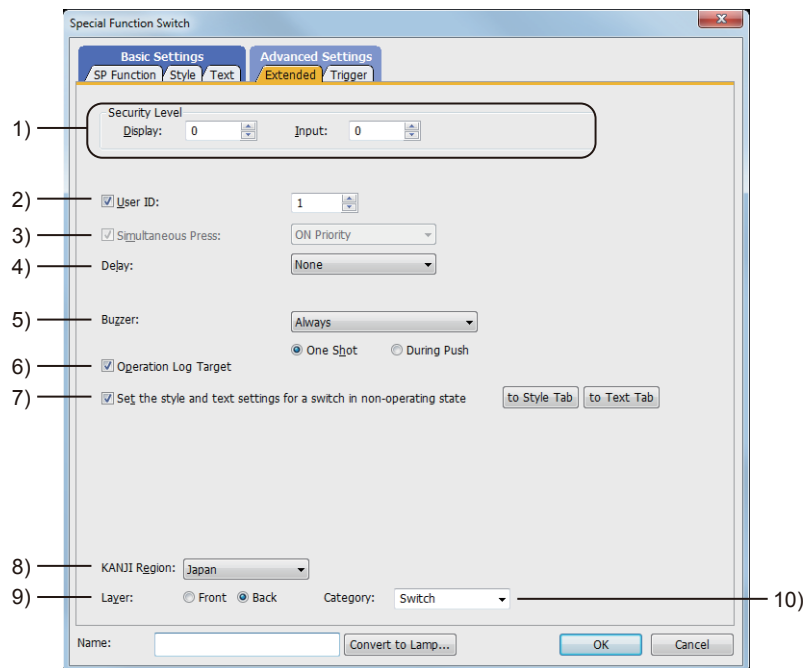 Special Function Switch
x
Basic Settings Advanced Settings
SP Function Style Text Extended Trigger
Security Level
1) Display: 0 Input: 0
2) User ID: 1
3) Simultaneous Press: ON Priority
4) Delay: None
5) Buzzer: Always
One Shot During Push
6) Operation Log Target
7) Set the style and text settings for a switch in non-operating state to Style Tab to Text Tab
8) KANJI Region: Japan
9) Layer: Front Back Category: Switch 10)
Name: Convert to Lamp... OK Cancel